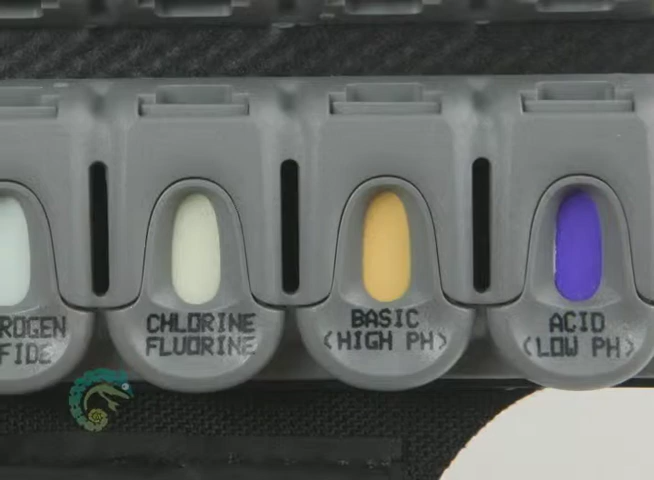 ROGEN
FIDE
CHLORINE
FLUORINE
BASIC
(HIGH PH)
ACID
(LOW PH)